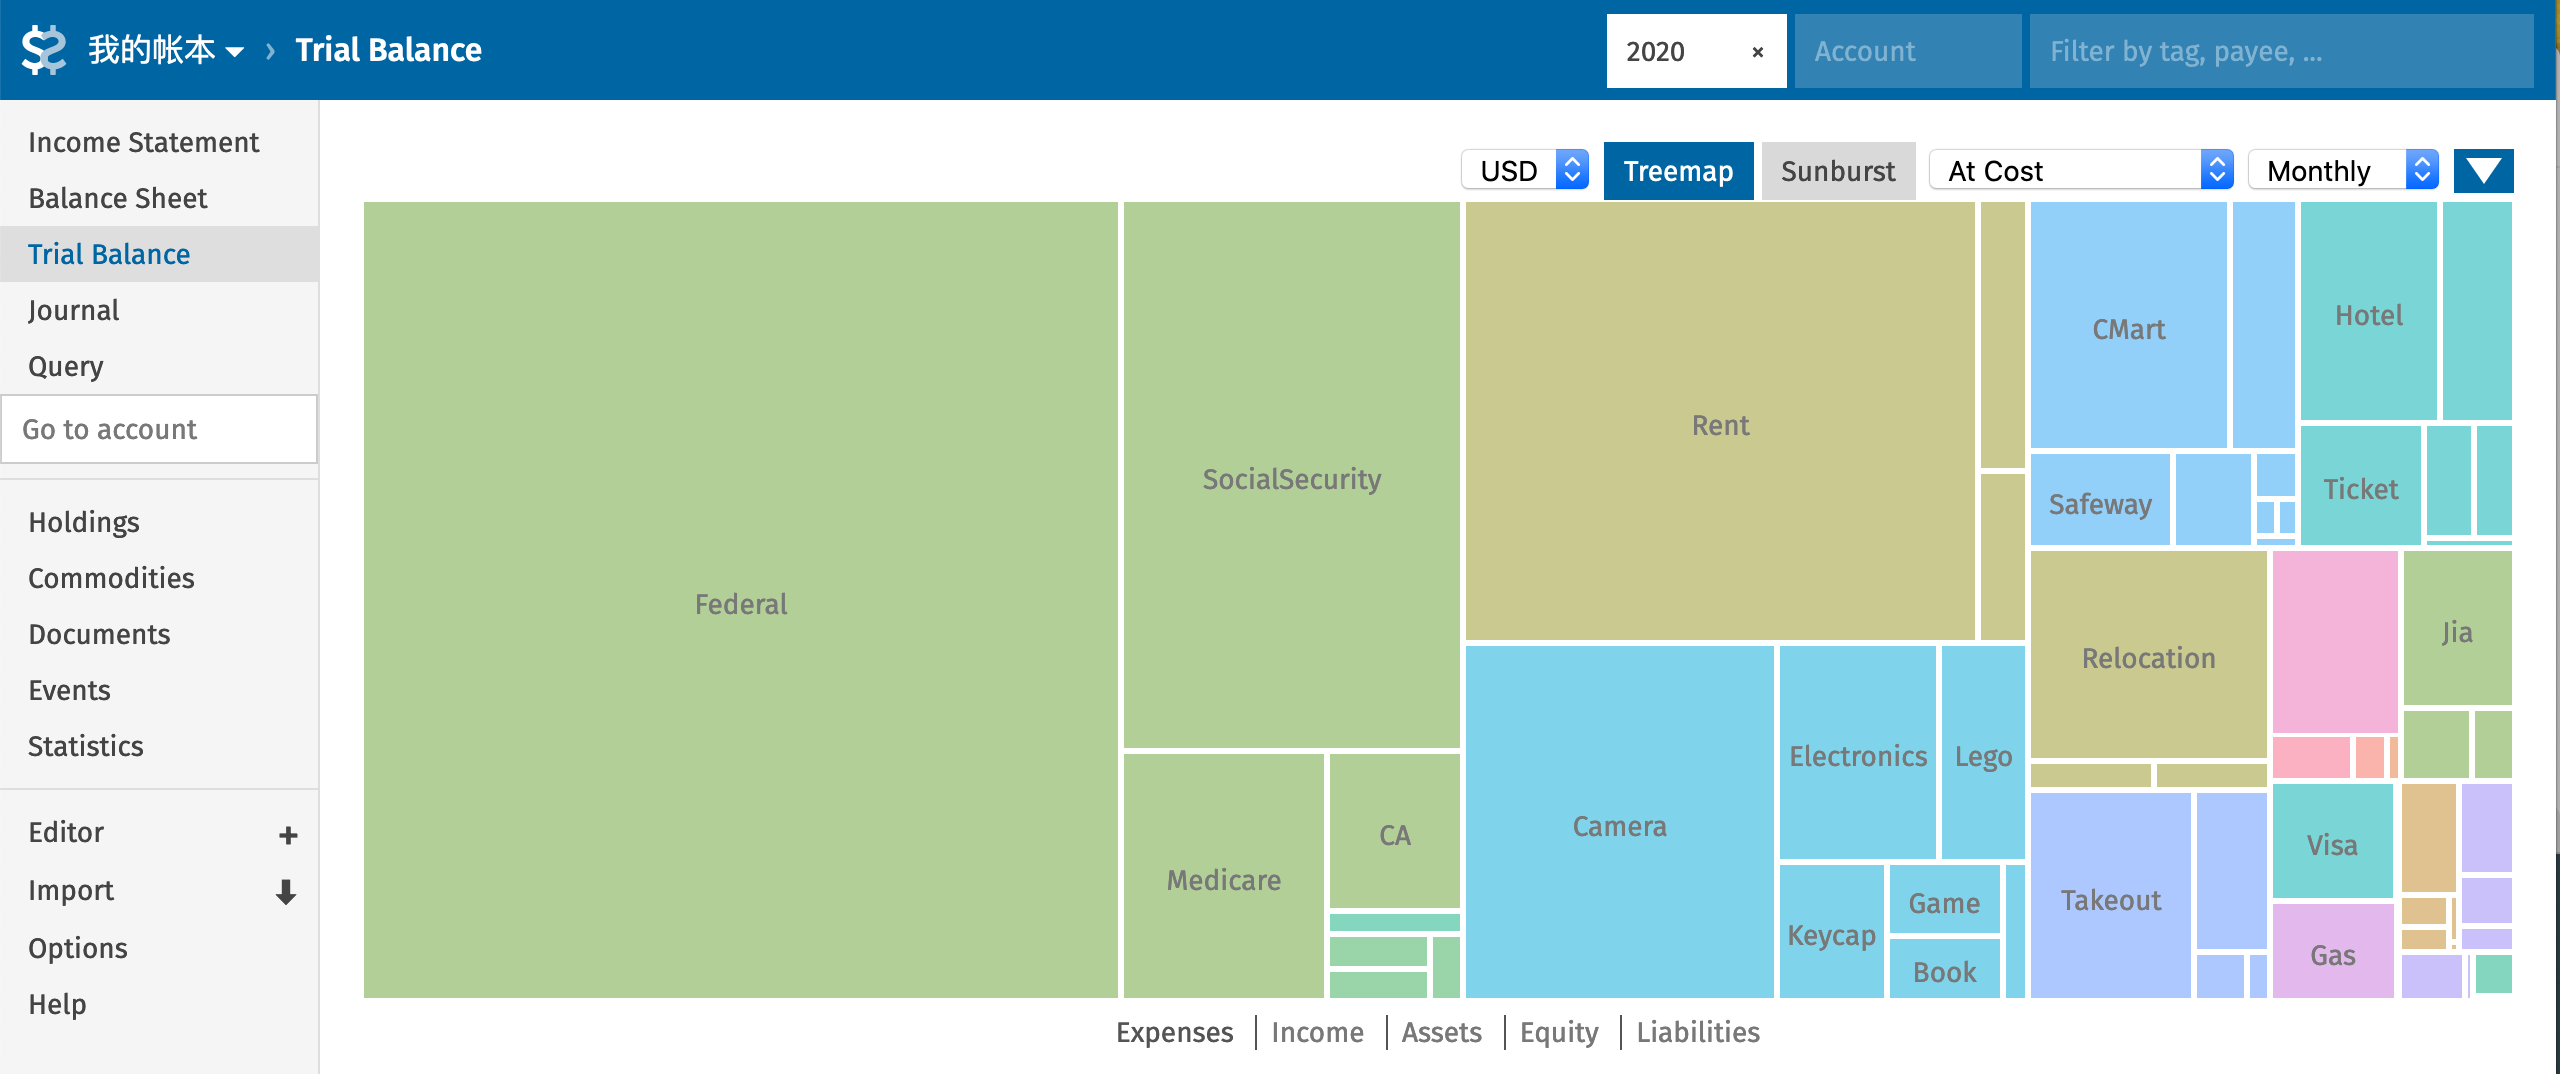 我的帐本 › Trial Balance
2020 ×
Account
Filter by tag, payee, ...
Income Statement
Balance Sheet
Trial Balance
Journal
Query
Go to account
Holdings
Commodities
Documents
Events
Statistics
Editor
Import
Options
Help
USD
Treemap
Sunburst
At Cost
Monthly
Federal
SocialSecurity
Medicare
CA
Rent
Camera
Electronics
Lego
Keycap
Game
Book
CMart
Safeway
Hotel
Ticket
Relocation
Jia
Takeout
Visa
Gas
Expenses
Income
Assets
Equity
Liabilities